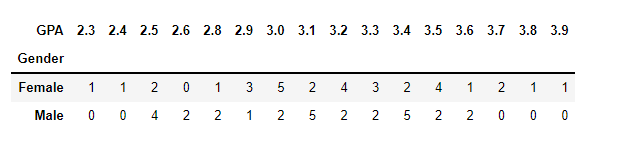 GPA 2.3 2.4 2.5 2.6 2.8 2.9 3.0 3.1 3.2 3.3 3.4 3.5 3.6 3.7 3.8 3.9
Gender
Female 1 1 2 0 1 3 5 2 4 3 2 4 1 2 1 1
Male 0 0 4 2 2 1 2 5 2 2 5 2 2 0 0 0